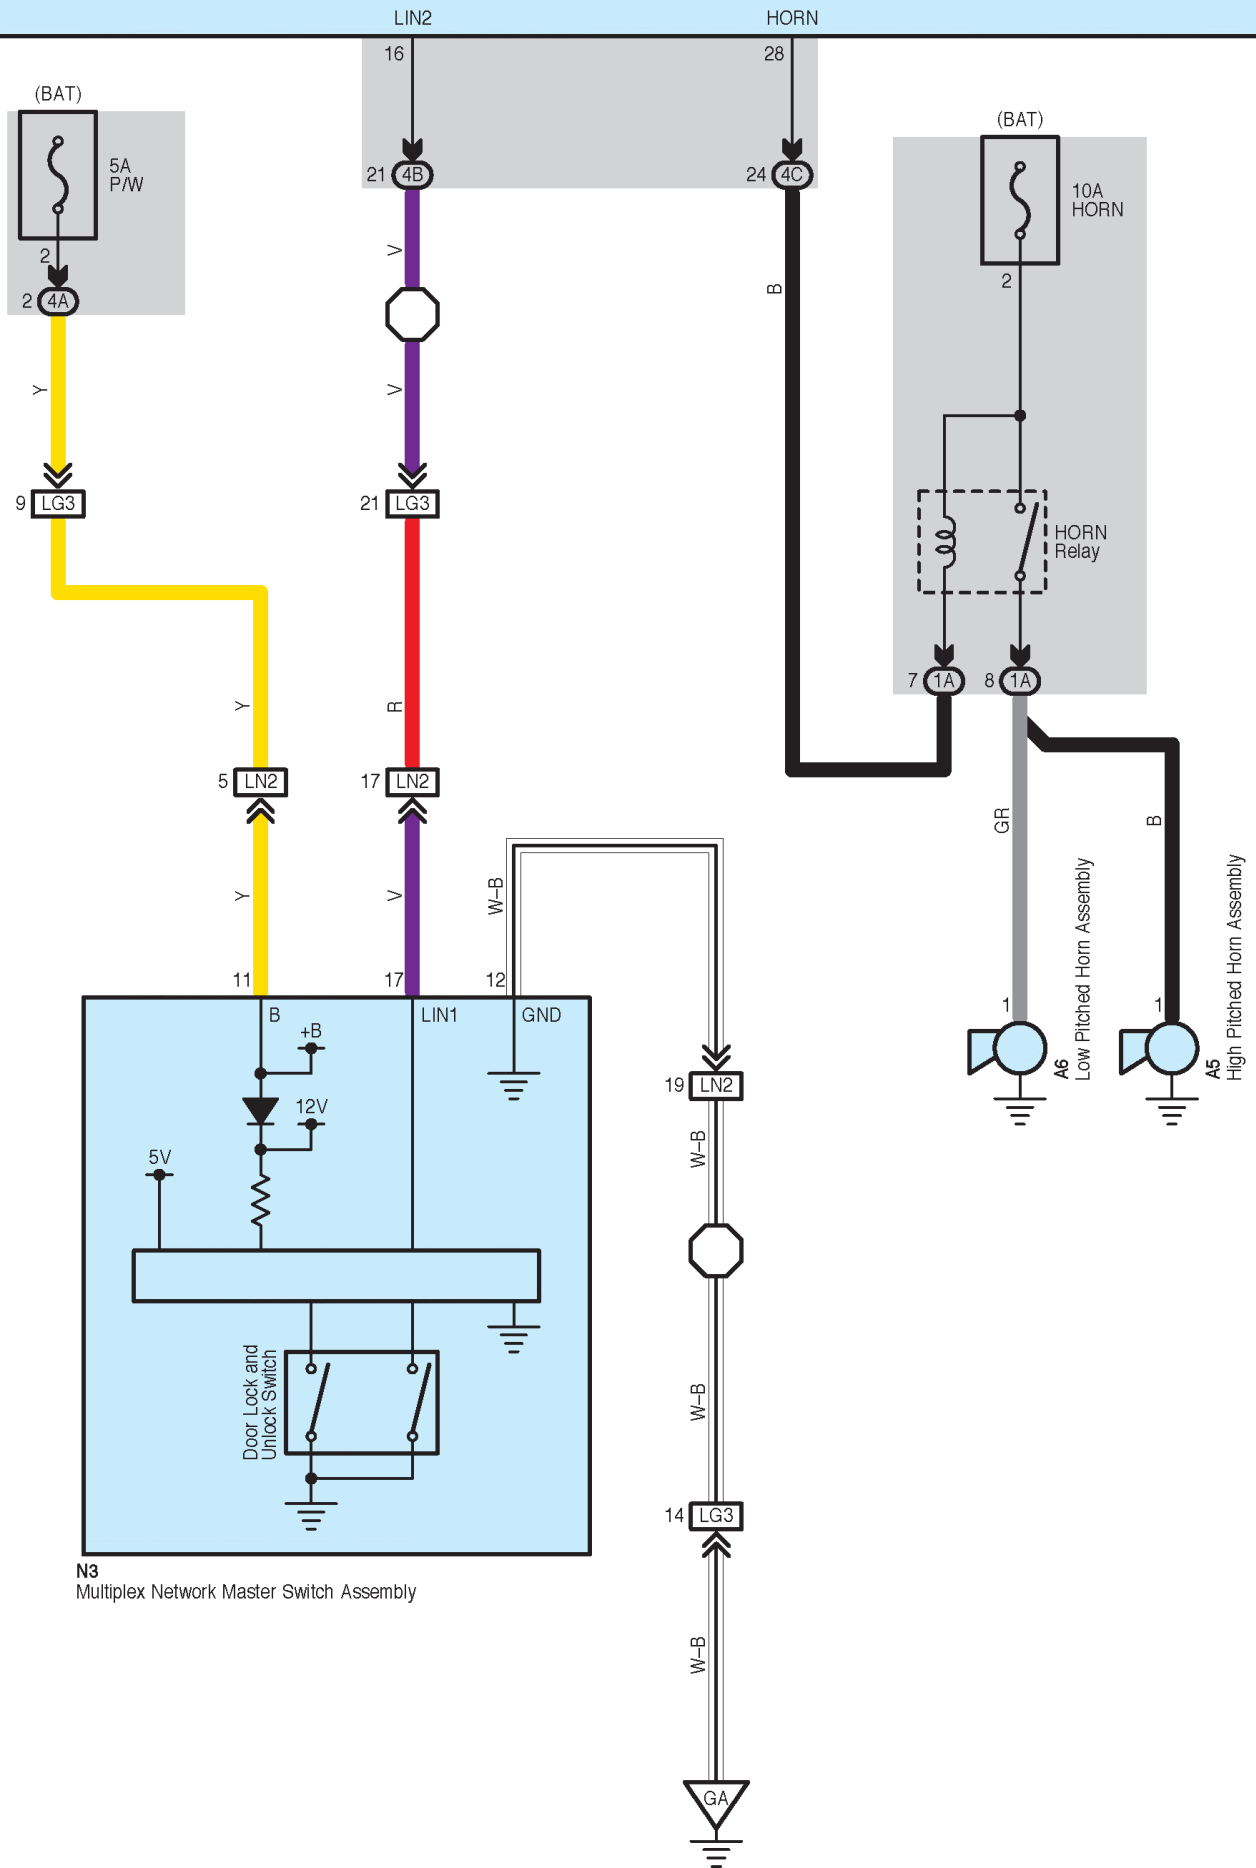 LIN2
HORN
16
28
(BAT)
5A
P/W
2
2 4A
21 4B
24 4C
(BAT)
10A
HORN
2
V
B
Y
V
9 LG3
21 LG3
HORN
Relay
7 1A
8 1A
Y
R
5 LN2
17 LN2
GR
B
Y
V
W–B
11
17
12
B
LIN1
GND
+B
12V
5V
Door Lock and
Unlock Switch
N3
Multiplex Network Master Switch Assembly
19 LN2
W–B
W–B
14 LG3
W–B
GA
1
A6
Low Pitched Horn Assembly
1
A5
High Pitched Horn Assembly